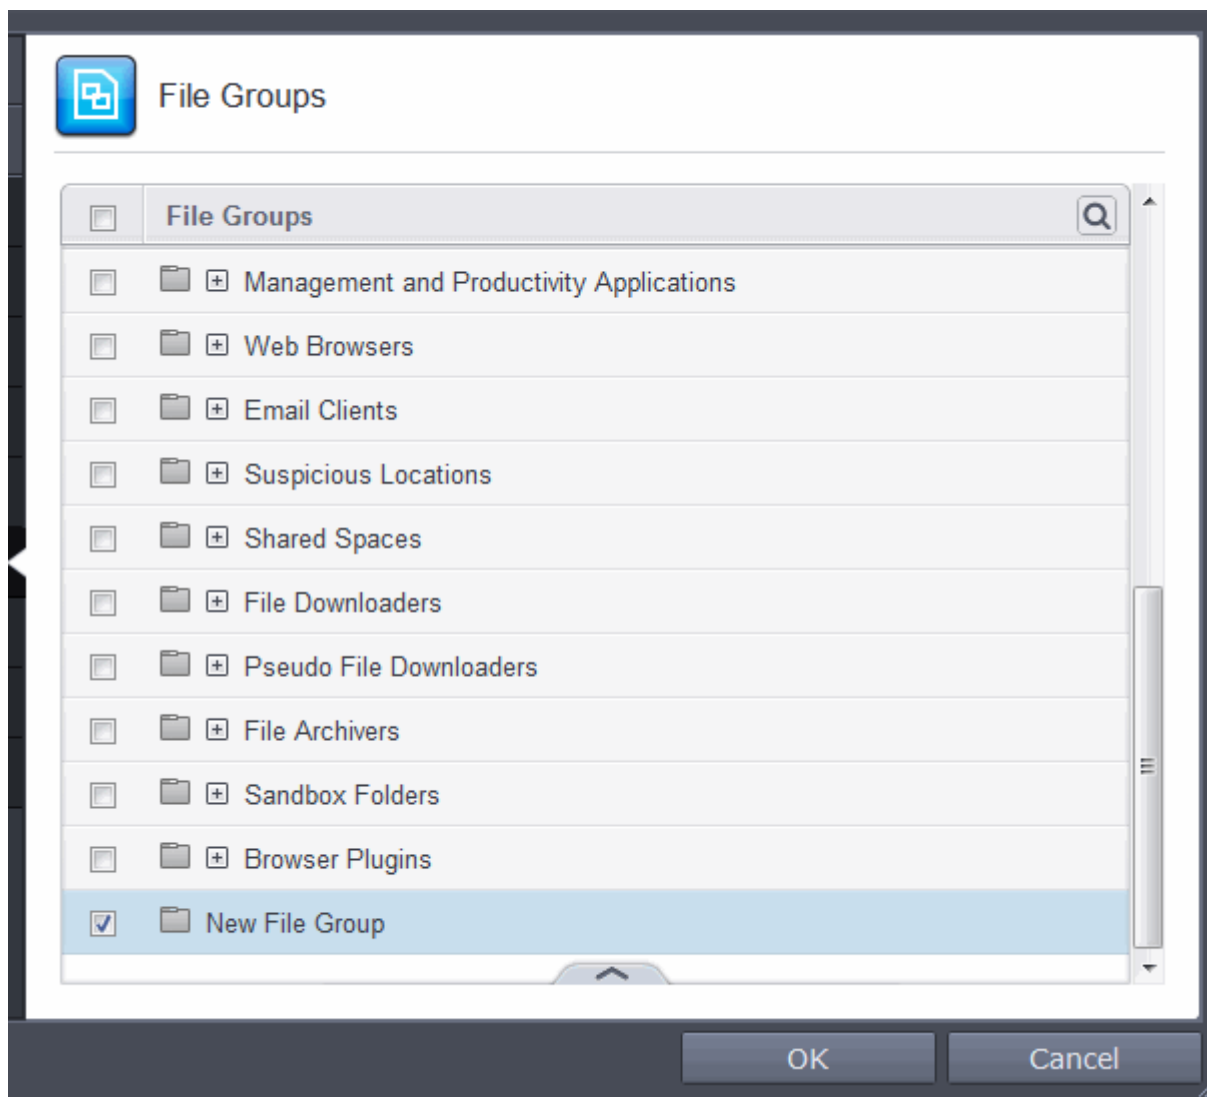 File Groups
File Groups
Management and Productivity Applications
Web Browsers
Email Clients
Suspicious Locations
Shared Spaces
File Downloaders
Pseudo File Downloaders
File Archivers
Sandbox Folders
Browser Plugins
New File Group
OK Cancel